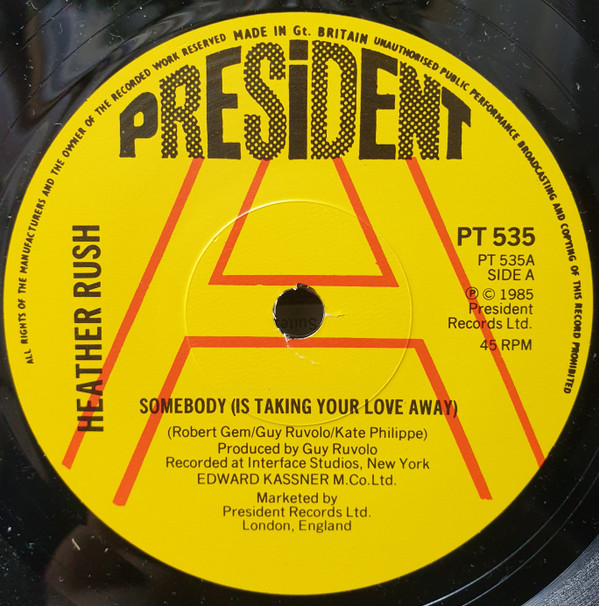 ALL RIGHTS OF THE MANUFACTURERS AND THE OWNER OF THE RECORDED WORK RESERVED MADE IN Gt. BRITAIN UNAUTHORISED PUBLIC PERFORMANCE BROADCASTING AND COPYING OF THIS RECORD PROHIBITED
PRESiDENT
A
HEATHER RUSH
PT 535
PT 535A
SIDE A
℗ © 1985
President
Records Ltd.
45 RPM
SOMEBODY (IS TAKING YOUR LOVE AWAY)
(Robert Gem/Guy Ruvolo/Kate Philippe)
Produced by Guy Ruvolo
Recorded at Interface Studios, New York
EDWARD KASSNER M.Co.Ltd.
Marketed by
President Records Ltd.
London, England